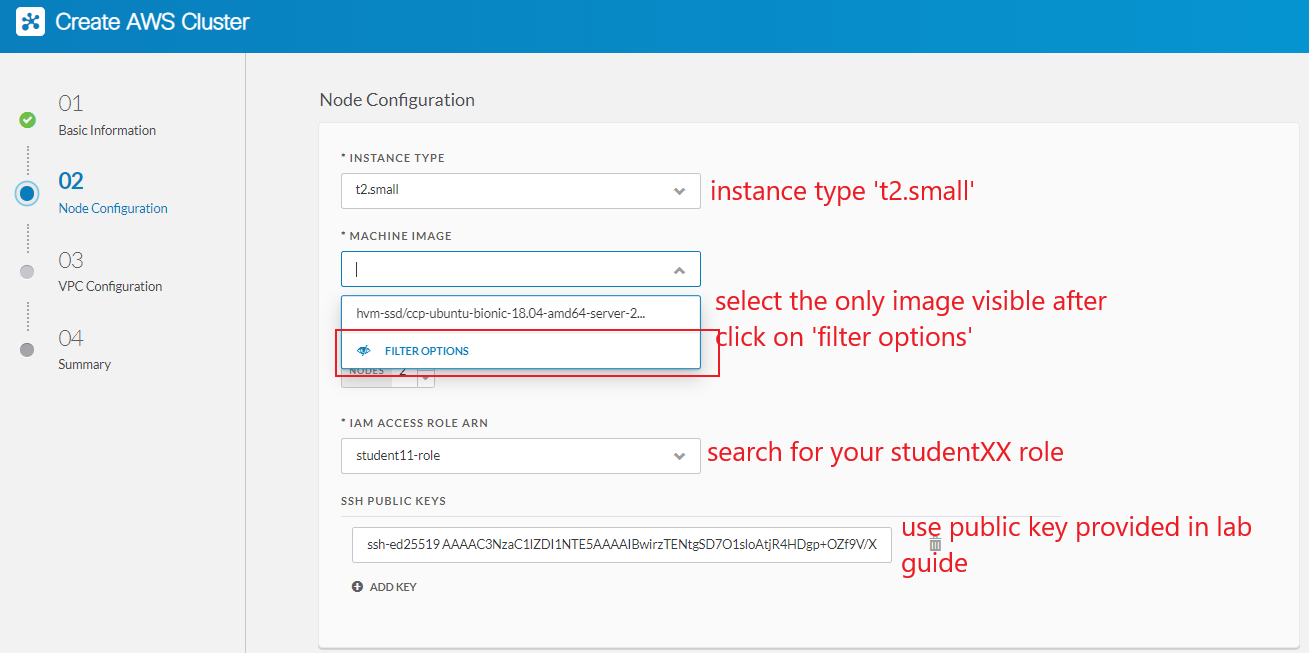 Create AWS Cluster
01
Basic Information
02
Node Configuration
03
VPC Configuration
04
Summary
Node Configuration
* INSTANCE TYPE
t2.small
instance type 't2.small'
* MACHINE IMAGE
hvm-ssd/ccp-ubuntu-bionic-18.04-amd64-server-2...
FILTER OPTIONS
select the only image visible after
click on 'filter options'
NODES 2
* IAM ACCESS ROLE ARN
student11-role
search for your studentXX role
SSH PUBLIC KEYS
ssh-ed25519 AAAAC3NzaC1lZDI1NTE5AAAAIBwirzTENtgSD7O1sloAtjR4HDgp+OZf9V/X
use public key provided in lab
guide
ADD KEY